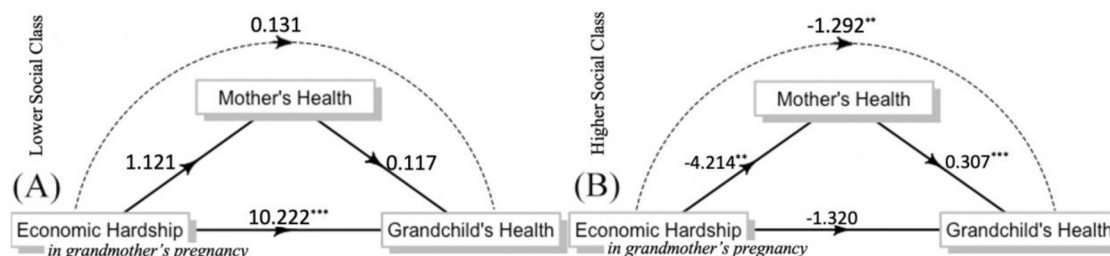 Lower Social Class
0.131
Mother's Health
1.121
0.117
(A)
10.222***
Economic Hardship
Grandchild's Health
in grandmother's pregnancy
Higher Social Class
-1.292**
Mother's Health
-4.214**
0.307***
(B)
-1.320
Economic Hardship
Grandchild's Health
in grandmother's pregnancy